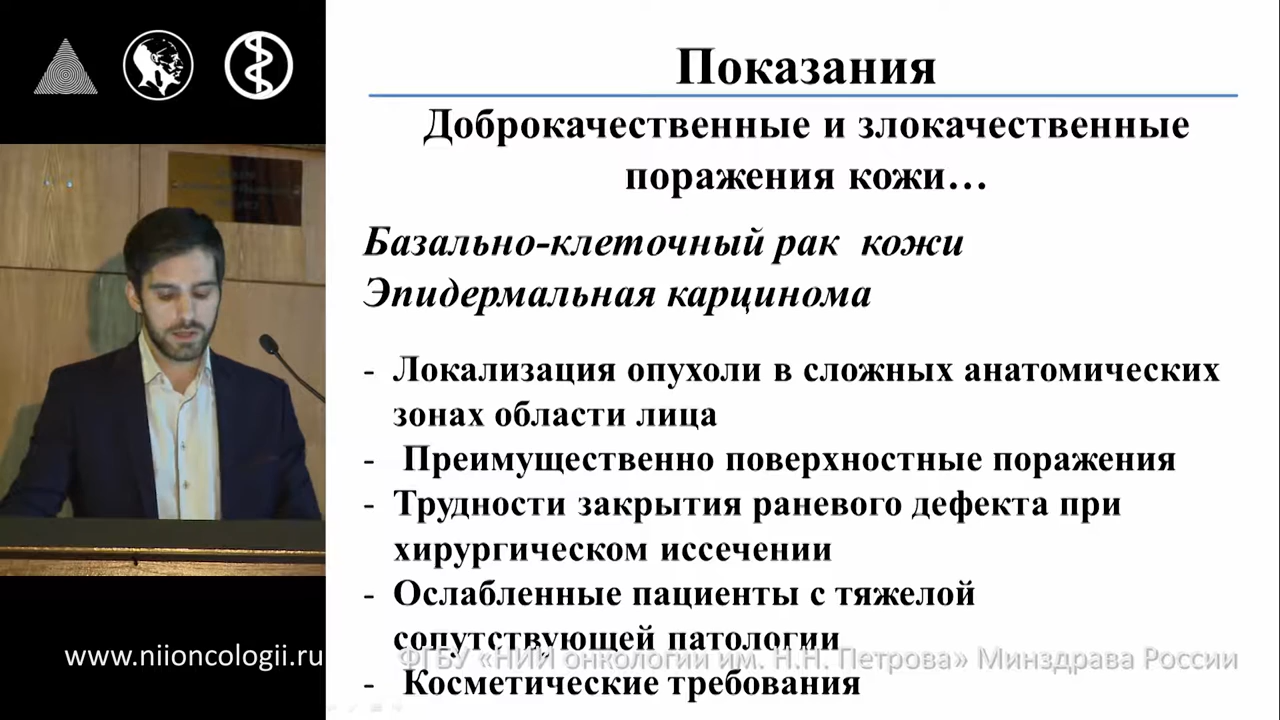 Показания
Доброкачественные и злокачественные
поражения кожи…
Базально-клеточный рак кожи
Эпидермальная карцинома
- Локализация опухоли в сложных анатомических
зонах области лица
- Преимущественно поверхностные поражения
- Трудности закрытия раневого дефекта при
хирургическом иссечении
- Ослабленные пациенты с тяжелой
сопутствующей патологии
- Косметические требования
www.niioncologii.ru
ФГБУ «НИИ онкологии им. Н.Н. Петрова» Минздрава России